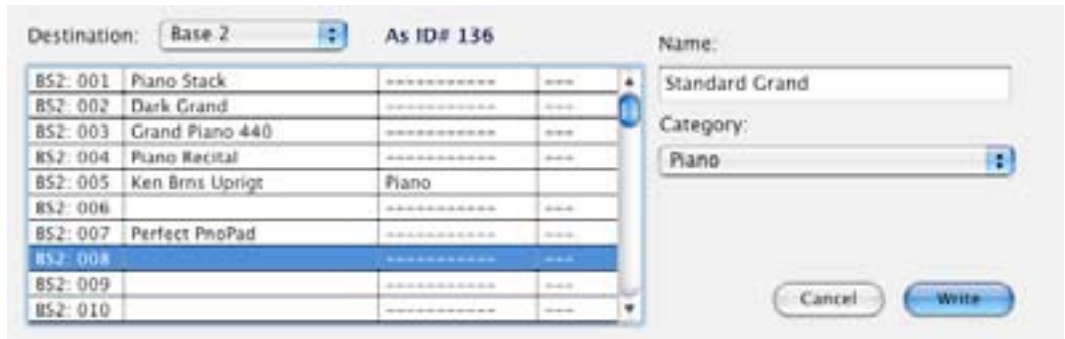 Destination: Base 2 As ID# 136
BS2: 001 Piano Stack ----------- ---
BS2: 002 Dark Grand ----------- ---
BS2: 003 Grand Piano 440 ----------- ---
BS2: 004 Piano Recital ----------- ---
BS2: 005 Ken Brns Uprigt Piano
BS2: 006 ----------- ---
BS2: 007 Perfect PnoPad ----------- ---
BS2: 008 ----------- ---
BS2: 009 ----------- ---
BS2: 010 ----------- ---
Name:
Standard Grand
Category:
Piano
Cancel Write